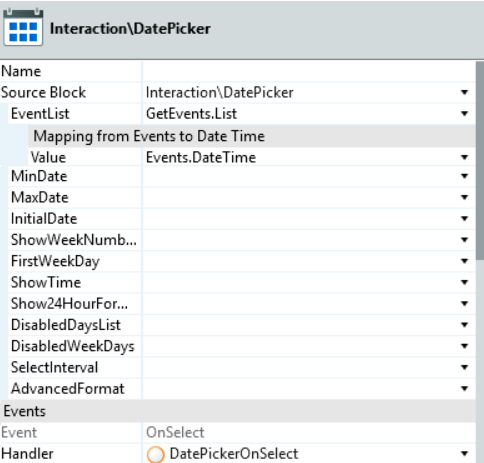 Interaction\DatePicker
Name
Source Block Interaction\DatePicker
EventList GetEvents.List
Mapping from Events to Date Time
Value Events.DateTime
MinDate
MaxDate
InitialDate
ShowWeekNumb...
FirstWeekDay
ShowTime
Show24HourFor...
DisabledDaysList
DisabledWeekDays
SelectInterval
AdvancedFormat
Events
Event OnSelect
Handler DatePickerOnSelect